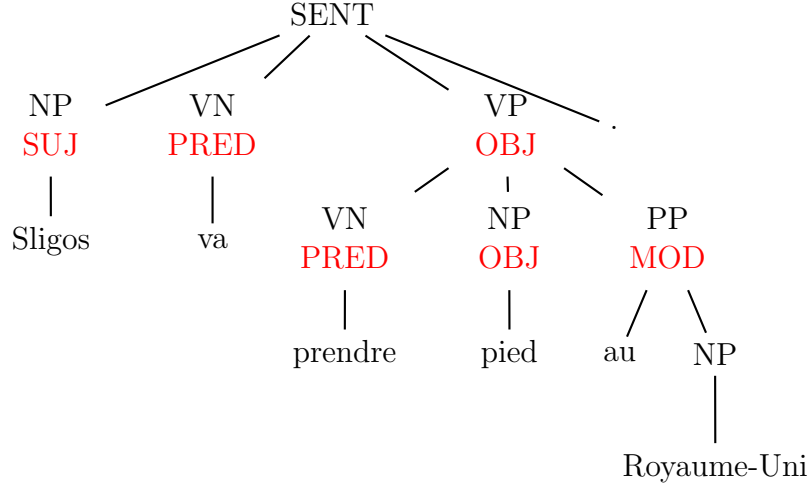 SENT
NP VN VP .
SUJ PRED OBJ
VN NP PP
Sligos va
PRED OBJ MOD
prendre pied au NP
Royaume-Uni